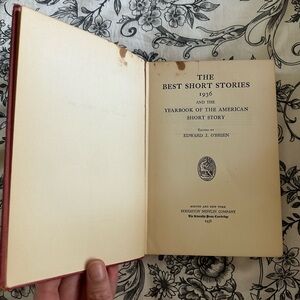 THE
BEST SHORT STORIES
1936
AND THE
YEARBOOK OF THE AMERICAN
SHORT STORY
EDITED BY
EDWARD J. O'BRIEN
BOSTON AND NEW YORK
HOUGHTON MIFFLIN COMPANY
The Riverside Press Cambridge
1936